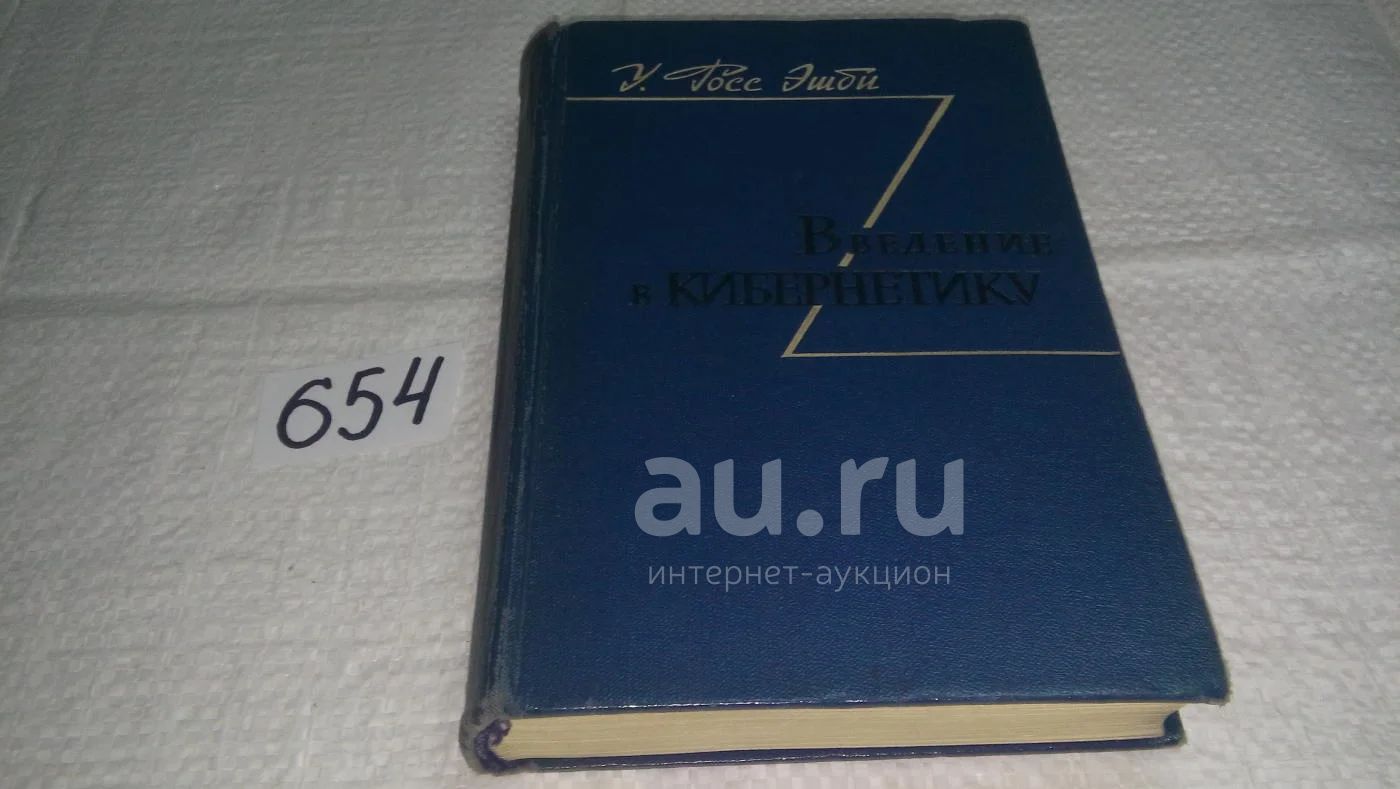 У. Росс Эшби
Введение
в КИБЕРНЕТИКУ
654
au.ru
интернет-аукцион